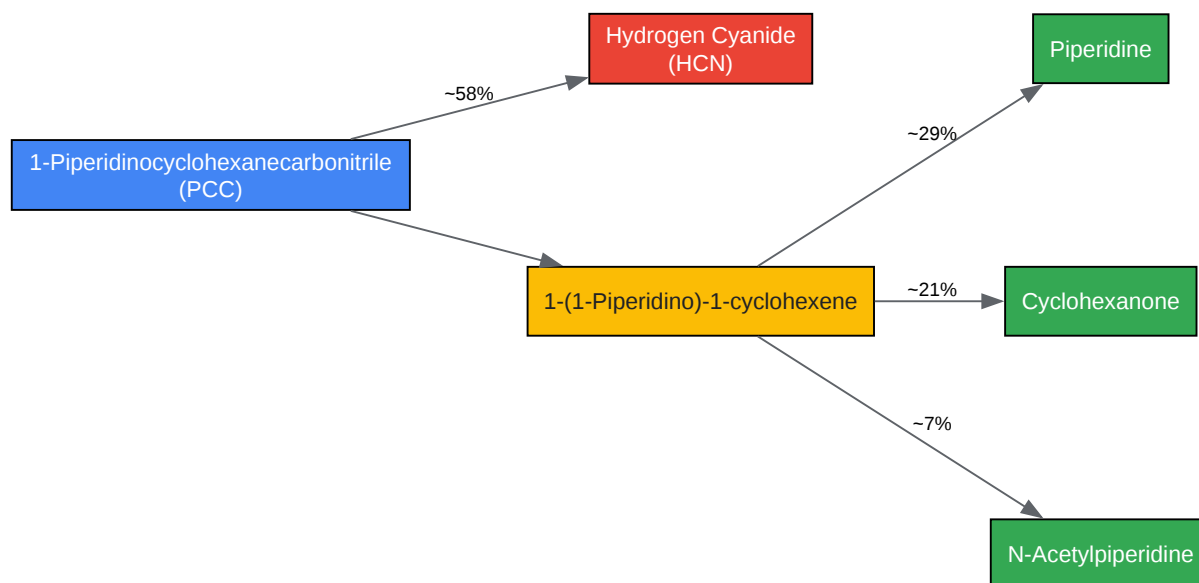 Hydrogen Cyanide
(HCN)
Piperidine
~58%
~29%
1-Piperidinocyclohexanecarbonitrile
(PCC)
1-(1-Piperidino)-1-cyclohexene
~21%
Cyclohexanone
~7%
N-Acetylpiperidine